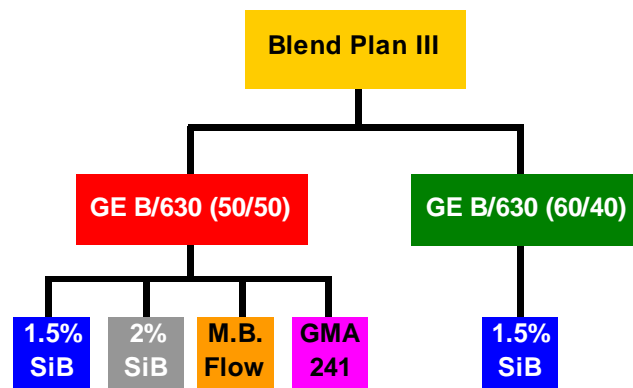 Blend Plan III
GE B/630 (50/50)
GE B/630 (60/40)
1.5%
SiB
2%
SiB
M.B.
Flow
GMA
241
1.5%
SiB